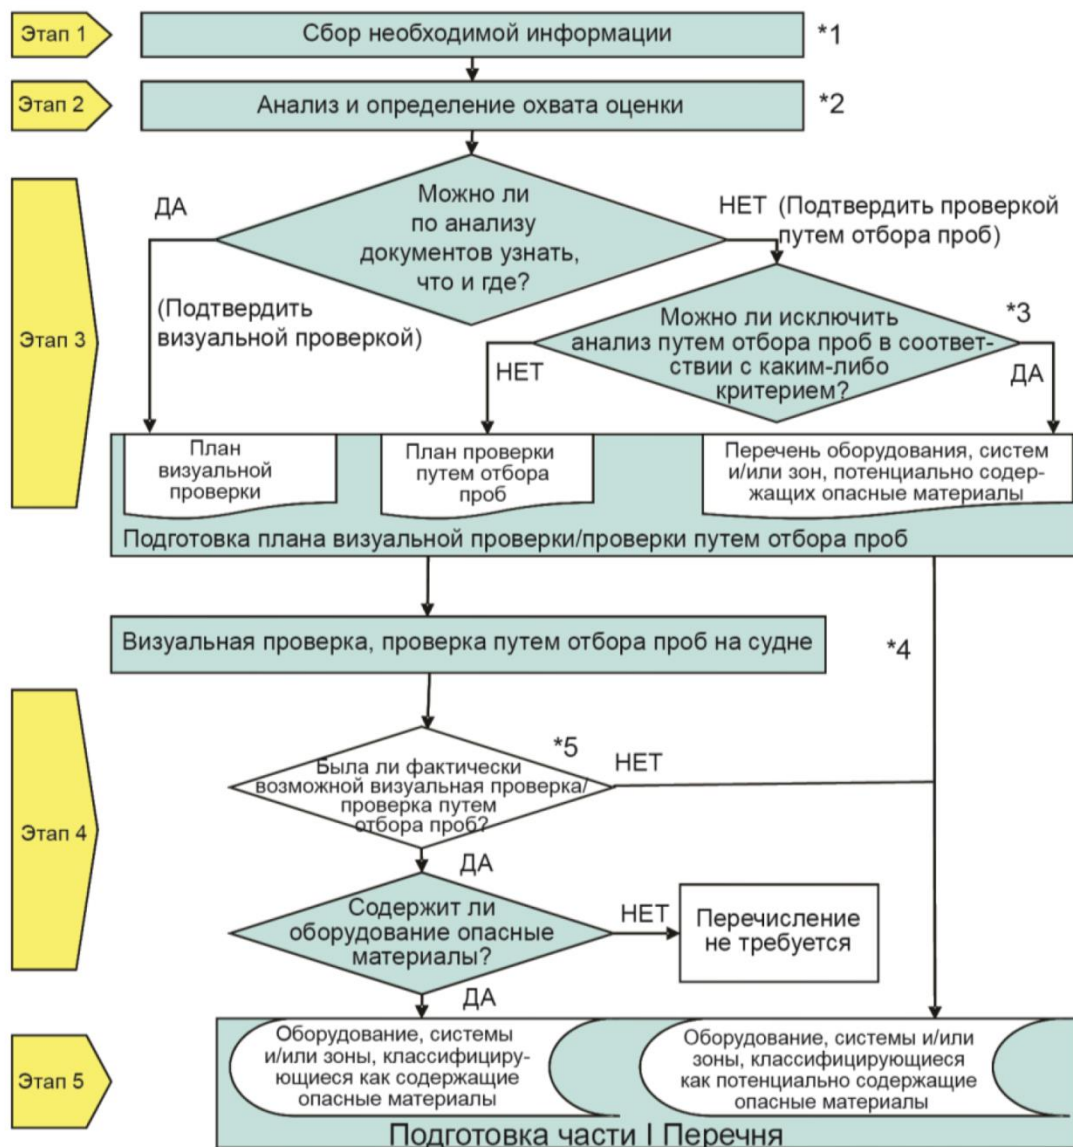 Этап 1
Сбор необходимой информации
*1
Этап 2
Анализ и определение охвата оценки
*2
Этап 3
Можно ли
по анализу
документов узнать,
что и где?
ДА
НЕТ (Подтвердить проверкой
путем отбора проб)
(Подтвердить
визуальной проверкой)
*3
Можно ли исключить
анализ путем отбора проб в соответ-
ствии с каким-либо
критерием?
НЕТ
ДА
План
визуальной
проверки
План проверки
путем отбора
проб
Перечень оборудования, систем
и/или зон, потенциально содер-
жащих опасные материалы
Подготовка плана визуальной проверки/проверки путем отбора проб
Визуальная проверка, проверка путем отбора проб на судне
*4
Этап 4
*5
Была ли фактически
возможной визуальная проверка/
проверка путем
отбора проб?
НЕТ
ДА
Содержит ли
оборудование опасные
материалы?
НЕТ
Перечисление
не требуется
ДА
Этап 5
Оборудование, системы
и/или зоны, классифициру-
ющиеся как содержащие
опасные материалы
Оборудование, системы и/или
зоны, классифицирующиеся
как потенциально содержащие
опасные материалы
Подготовка части I Перечня